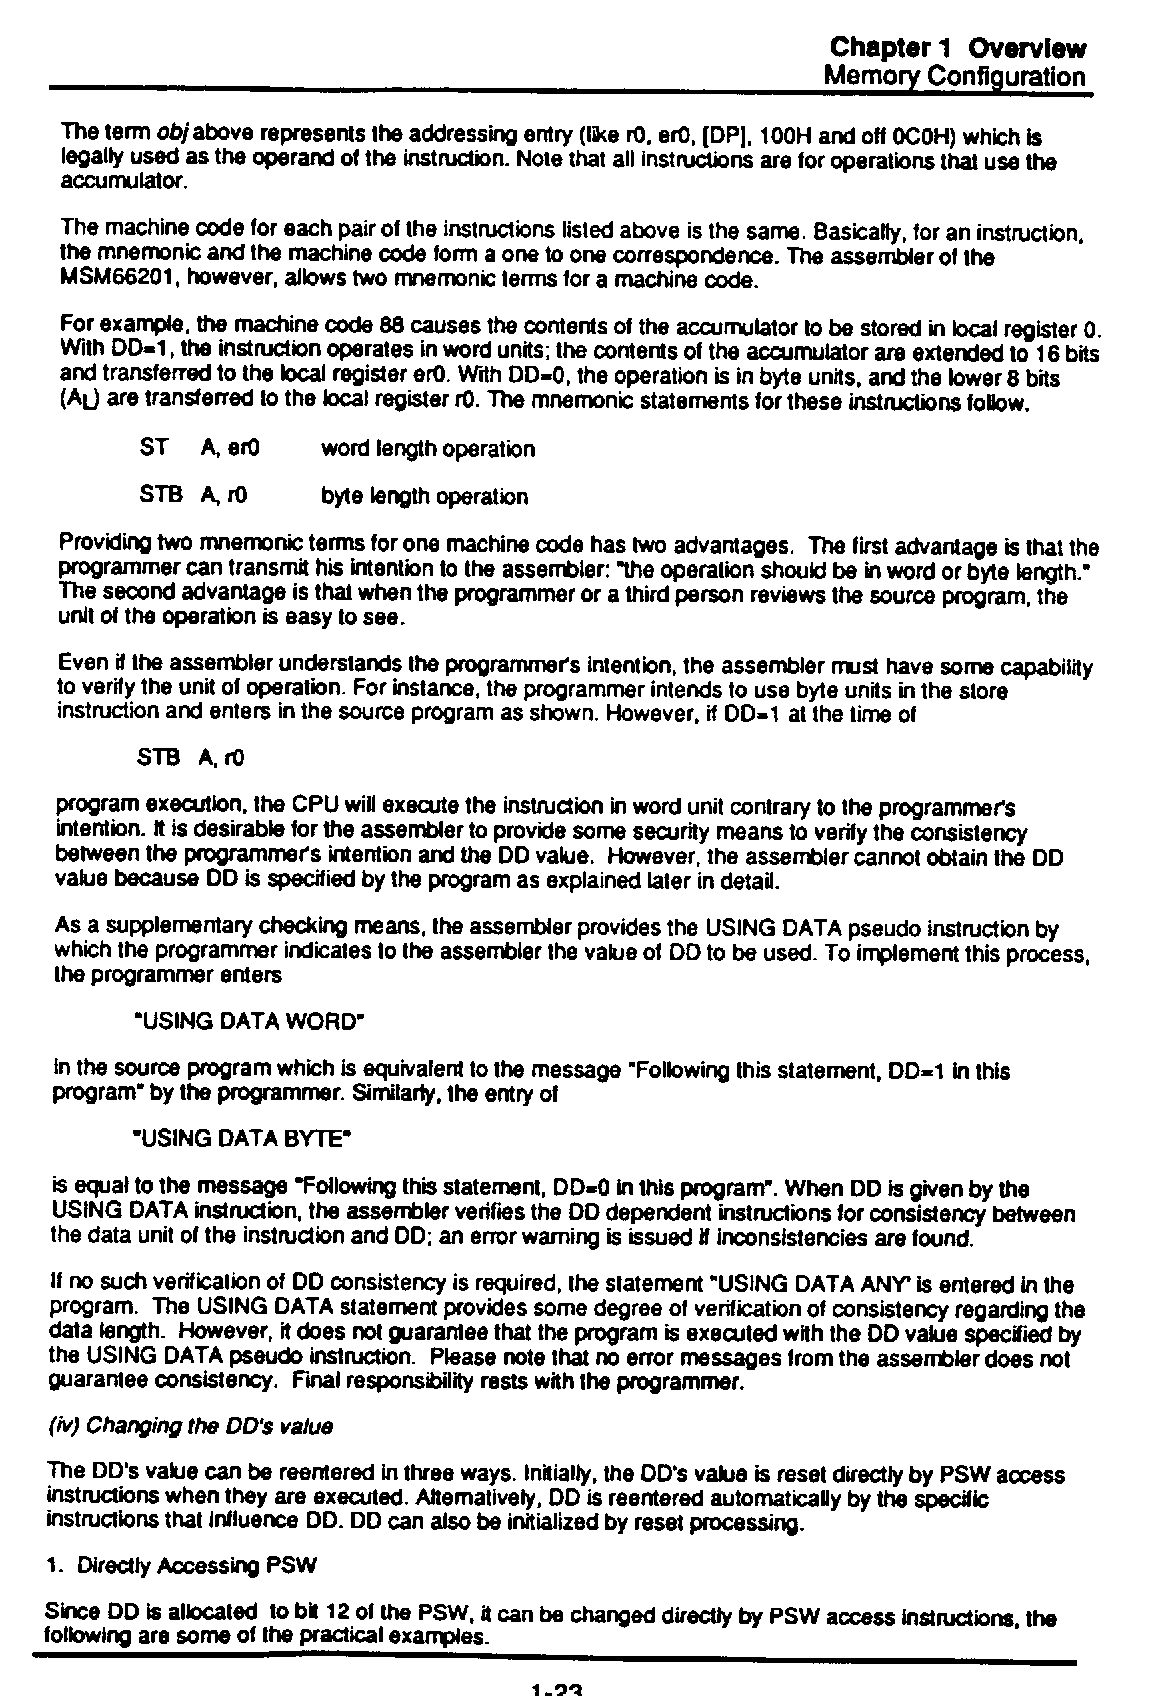 Chapter 1 Overview
Memory Configuration
The term obj above represents the addressing entry (like r0, er0, [DP], 100H and off 0C0H) which is
legally used as the operand of the instruction. Note that all instructions are for operations that use the
accumulator.
The machine code for each pair of the instructions listed above is the same. Basically, for an instruction,
the mnemonic and the machine code form a one to one correspondence. The assembler of the
MSM66201, however, allows two mnemonic terms for a machine code.
For example, the machine code 88 causes the contents of the accumulator to be stored in local register 0.
With DD=1, the instruction operates in word units; the contents of the accumulator are extended to 16 bits
and transferred to the local register er0. With DD=0, the operation is in byte units, and the lower 8 bits
(AL) are transferred to the local register r0. The mnemonic statements for these instructions follow.
ST A, er0 word length operation
STB A, r0 byte length operation
Providing two mnemonic terms for one machine code has two advantages. The first advantage is that the
programmer can transmit his intention to the assembler: "the operation should be in word or byte length."
The second advantage is that when the programmer or a third person reviews the source program, the
unit of the operation is easy to see.
Even if the assembler understands the programmer's intention, the assembler must have some capability
to verify the unit of operation. For instance, the programmer intends to use byte units in the store
instruction and enters in the source program as shown. However, if DD=1 at the time of
STB A, r0
program execution, the CPU will execute the instruction in word unit contrary to the programmer's
intention. It is desirable for the assembler to provide some security means to verify the consistency
between the programmer's intention and the DD value. However, the assembler cannot obtain the DD
value because DD is specified by the program as explained later in detail.
As a supplementary checking means, the assembler provides the USING DATA pseudo instruction by
which the programmer indicates to the assembler the value of DD to be used. To implement this process,
the programmer enters
"USING DATA WORD"
in the source program which is equivalent to the message "Following this statement, DD=1 in this
program" by the programmer. Similarly, the entry of
"USING DATA BYTE"
is equal to the message "Following this statement, DD=0 in this program". When DD is given by the
USING DATA instruction, the assembler verifies the DD dependent instructions for consistency between
the data unit of the instruction and DD; an error warning is issued if inconsistencies are found.
If no such verification of DD consistency is required, the statement "USING DATA ANY" is entered in the
program. The USING DATA statement provides some degree of verification of consistency regarding the
data length. However, it does not guarantee that the program is executed with the DD value specified by
the USING DATA pseudo instruction. Please note that no error messages from the assembler does not
guarantee consistency. Final responsibility rests with the programmer.
(iv) Changing the DD's value
The DD's value can be reentered in three ways. Initially, the DD's value is reset directly by PSW access
instructions when they are executed. Alternatively, DD is reentered automatically by the specific
instructions that influence DD. DD can also be initialized by reset processing.
1. Directly Accessing PSW
Since DD is allocated to bit 12 of the PSW, it can be changed directly by PSW access instructions, the
following are some of the practical examples.
1-23